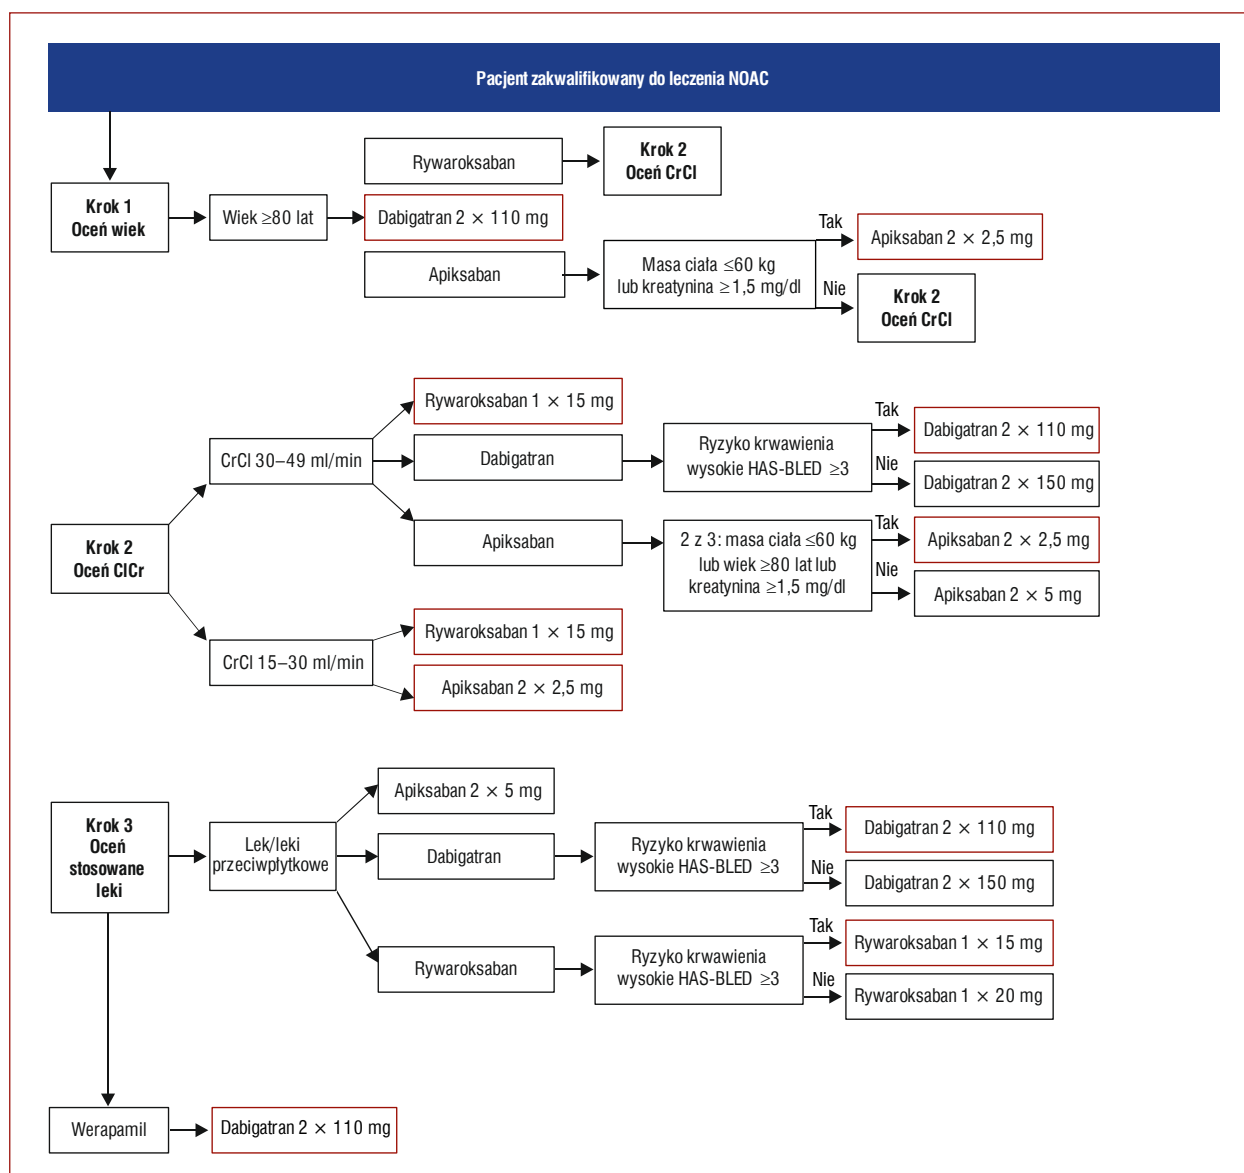 Pacjent zakwalifikowany do leczenia NOAC
Krok 1
Oceń wiek
Wiek ≥80 lat
Rywaroksaban
Krok 2
Oceń CrCl
Dabigatran 2 × 110 mg
Apiksaban
Masa ciała ≤60 kg
lub kreatynina ≥1,5 mg/dl
Tak
Apiksaban 2 × 2,5 mg
Nie
Krok 2
Oceń CrCl
Krok 2
Oceń ClCr
CrCl 30–49 ml/min
Rywaroksaban 1 × 15 mg
Dabigatran
Ryzyko krwawienia
wysokie HAS-BLED ≥3
Tak
Dabigatran 2 × 110 mg
Nie
Dabigatran 2 × 150 mg
Apiksaban
2 z 3: masa ciała ≤60 kg
lub wiek ≥80 lat lub
kreatynina ≥1,5 mg/dl
Tak
Apiksaban 2 × 2,5 mg
Nie
Apiksaban 2 × 5 mg
CrCl 15–30 ml/min
Rywaroksaban 1 × 15 mg
Apiksaban 2 × 2,5 mg
Krok 3
Oceń
stosowane
leki
Lek/leki
przeciwpłytkowe
Apiksaban 2 × 5 mg
Dabigatran
Ryzyko krwawienia
wysokie HAS-BLED ≥3
Tak
Dabigatran 2 × 110 mg
Nie
Dabigatran 2 × 150 mg
Rywaroksaban
Ryzyko krwawienia
wysokie HAS-BLED ≥3
Tak
Rywaroksaban 1 × 15 mg
Nie
Rywaroksaban 1 × 20 mg
Werapamil
Dabigatran 2 × 110 mg